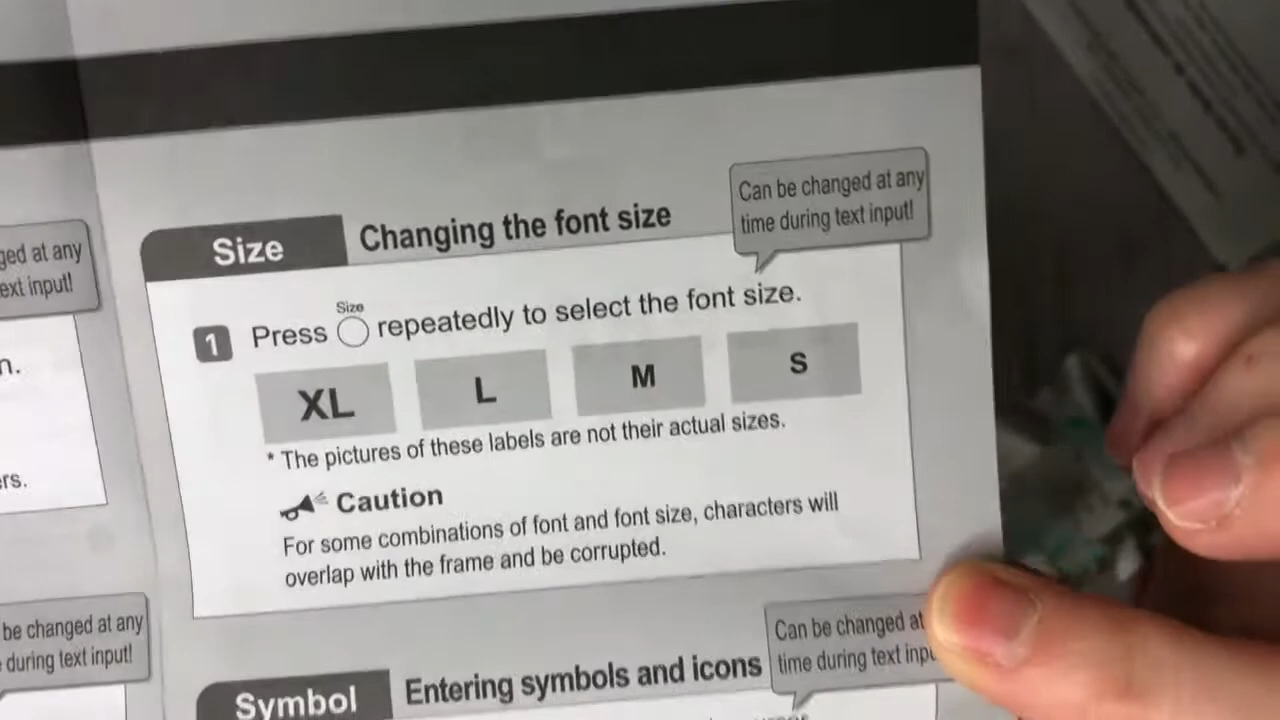 ged at any
ext input!
n.
rs.
be changed at any
during text input!
Size
Changing the font size
Can be changed at any
time during text input!
1 Press Size repeatedly to select the font size.
XL L M S
* The pictures of these labels are not their actual sizes.
Caution
For some combinations of font and font size, characters will
overlap with the frame and be corrupted.
Symbol
Entering symbols and icons
Can be changed at
time during text inpu